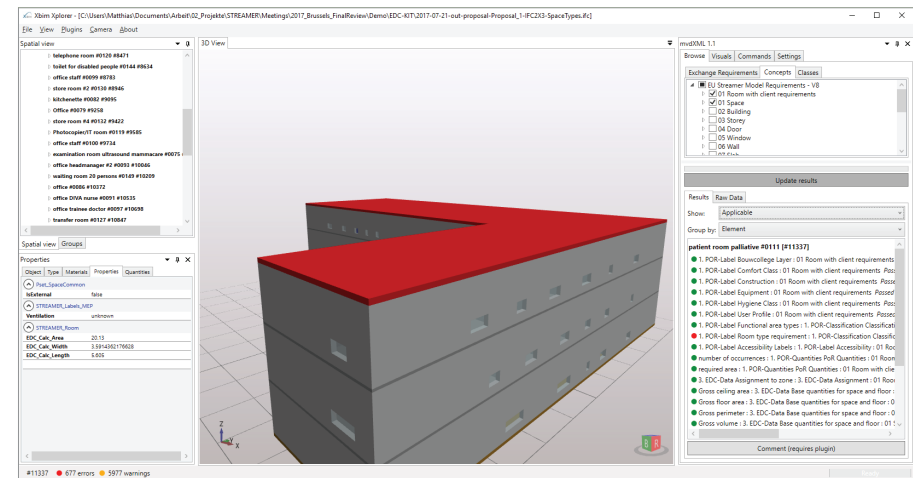 Xbim Xplorer - [C:\Users\Matthias\Documents\Arbeit\02_Projekte\STREAMER\Meetings\2017_Brussels_FinalReview\Demo\EDC-KIT\2017-07-21-out-proposal-Proposal_1-IFC2X3-SpaceTypes.ifc]
File View Plugins Camera About
Spatial view
telephone room #0120 #8471
toilet for disabled people #0144 #8634
office staff #0099 #8783
store room #2 #0130 #8946
kitchenette #0082 #9095
Office #0079 #9258
store room #4 #0132 #9422
Photocopier/IT room #0119 #9585
office staff #0100 #9734
examination room ultrasound mammacare #0075
office headmanager #2 #0093 #10046
waiting room 20 persons #0149 #10209
office #0086 #10372
office DIVA nurse #0091 #10535
office trainee doctor #0097 #10698
transfer room #0127 #10847
Spatial view Groups
Properties
Object Type Materials Properties Quantities
Pset_SpaceCommon
IsExternal false
STREAMER_Labels_MEP
Ventilation unknown
STREAMER_Room
EDC_Calc_Area 20.13
EDC_Calc_Width 3.5914362176628
EDC_Calc_Length 5.605
3D View
Z
Y
X
B R
mvdXML 1.1
Browse Visuals Commands Settings
Exchange Requirements Concepts Classes
EU Streamer Model Requirements - V8
01 Room with client requirements
01 Space
02 Building
03 Storey
04 Door
05 Window
06 Wall
07 Slab
Update results
Results Raw Data
Show: Applicable
Group by: Element
patient room palliative #0111 [#11337]
1. POR-Label Bouwcollege Layer : 01 Room with client requirements
1. POR-Label Comfort Class : 01 Room with client requirements Pass
1. POR-Label Construction : 01 Room with client requirements Passe
1. POR-Label Equipment : 01 Room with client requirements Passed
1. POR-Label Hygiene Class : 01 Room with client requirements Passe
1. POR-Label User Profile : 01 Room with client requirements Passed
1. POR-Label Functional area types : 1. POR-Classification Classificati
1. POR-Label Room type requirement : 1. POR-Classification Classific
1. POR-Label Accessibility Labels : 1. POR-Label Accessibility : 01 Roo
number of occurrences : 1. POR-Quantities PoR Quantities : 01 Room
required area : 1. POR-Quantities PoR Quantities : 01 Room with clie
3. EDC-Data Assignment to zone : 3. EDC-Data Assignment : 01 Roo
Gross ceiling area : 3. EDC-Data Base quantities for space and floor :
Gross floor area : 3. EDC-Data Base quantities for space and floor : 0
Gross perimeter : 3. EDC-Data Base quantities for space and floor : 0
Gross volume : 3. EDC-Data Base quantities for space and floor : 01
Comment (requires plugin)
#11337 677 errors 5977 warnings